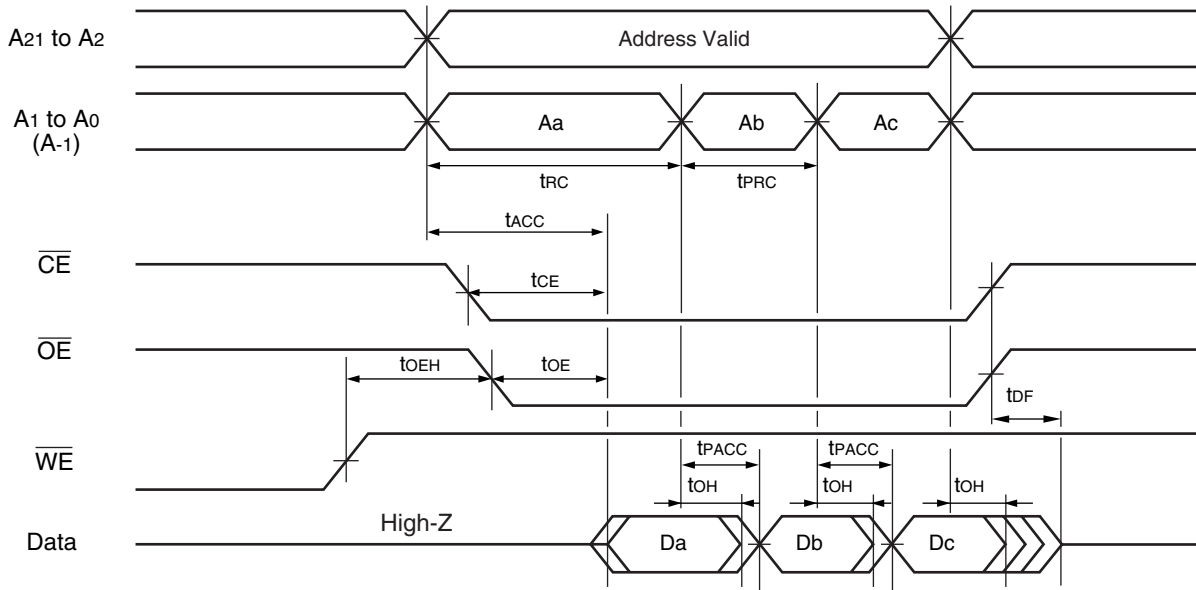 A21 to A2
Address Valid
A1 to A0
(A-1)
Aa
Ab
Ac
tRC
tPRC
tACC
CE
tCE
OE
tOEH
tOE
tDF
WE
tPACC
tPACC
tOH
tOH
tOH
High-Z
Data
Da
Db
Dc